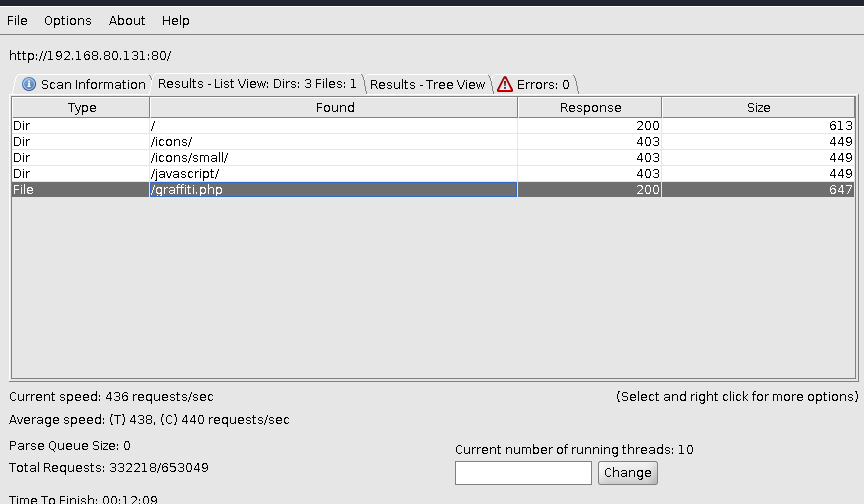 File Options About Help
http://192.168.80.131:80/
Scan Information Results - List View: Dirs: 3 Files: 1 Results - Tree View Errors: 0
Type Found Response Size
Dir / 200 613
Dir /icons/ 403 449
Dir /icons/small/ 403 449
Dir /javascript/ 403 449
File /graffiti.php 200 647
Current speed: 436 requests/sec (Select and right click for more options)
Average speed: (T) 438, (C) 440 requests/sec
Parse Queue Size: 0
Current number of running threads: 10
Total Requests: 332218/653049
Change
Time To Finish: 00:12:09